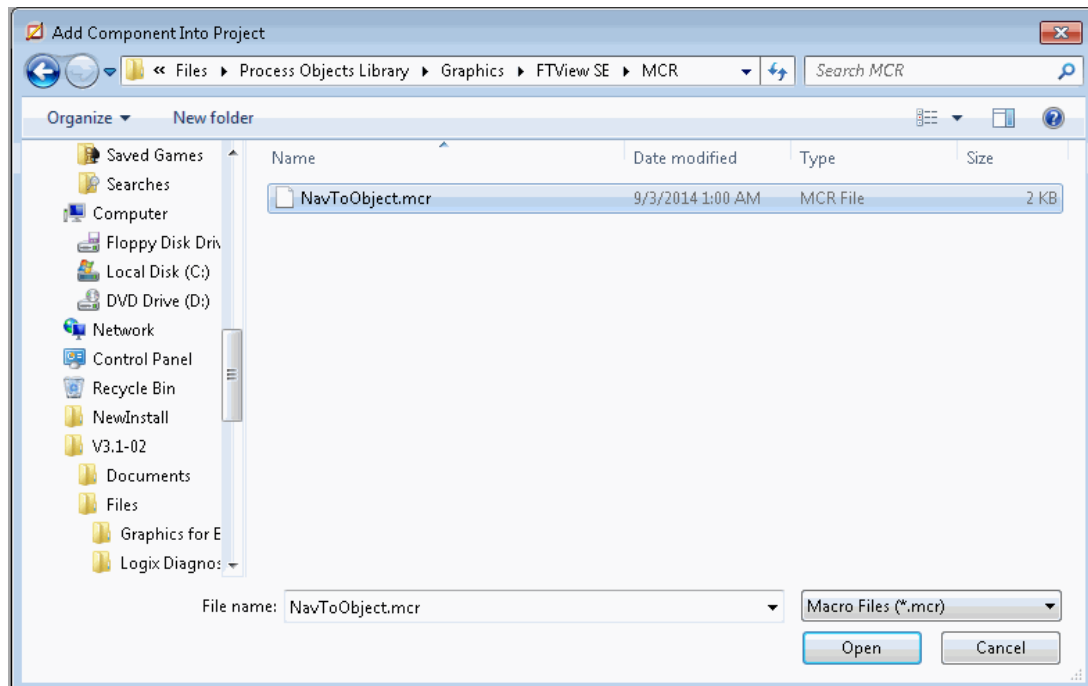 Add Component Into Project
« Files ▸ Process Objects Library ▸ Graphics ▸ FTView SE ▸ MCR
Search MCR
Organize
New folder
Name Date modified Type Size
NavToObject.mcr 9/3/2014 1:00 AM MCR File 2 KB
Saved Games
Searches
Computer
Floppy Disk Driv
Local Disk (C:)
DVD Drive (D:)
Network
Control Panel
Recycle Bin
NewInstall
V3.1-02
Documents
Files
Graphics for E
Logix Diagnos
File name: NavToObject.mcr
Macro Files (*.mcr)
Open
Cancel